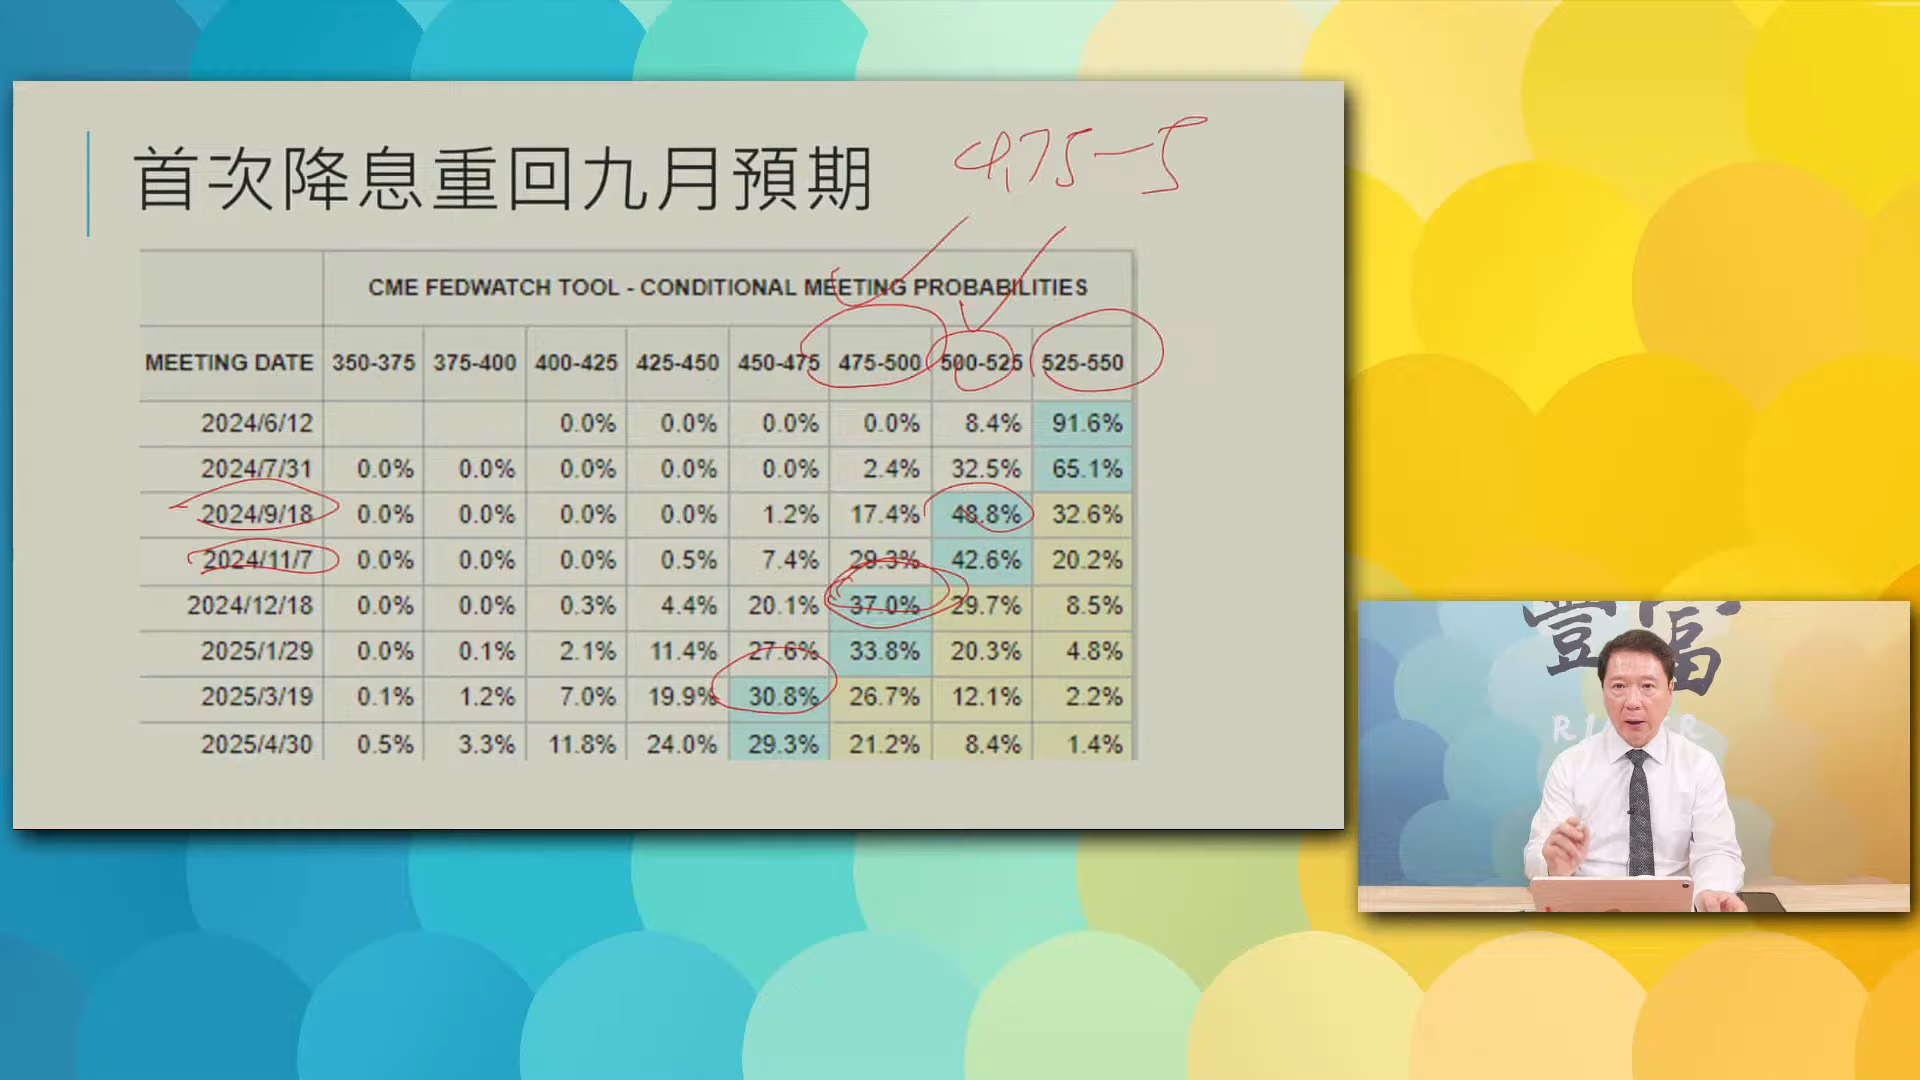 首次降息重回九月預期
4.75-5
CME FEDWATCH TOOL - CONDITIONAL MEETING PROBABILITIES
MEETING DATE 350-375 375-400 400-425 425-450 450-475 475-500 500-525 525-550
2024/6/12 0.0% 0.0% 0.0% 0.0% 8.4% 91.6%
2024/7/31 0.0% 0.0% 0.0% 0.0% 0.0% 2.4% 32.5% 65.1%
2024/9/18 0.0% 0.0% 0.0% 0.0% 1.2% 17.4% 48.8% 32.6%
2024/11/7 0.0% 0.0% 0.0% 0.5% 7.4% 29.3% 42.6% 20.2%
2024/12/18 0.0% 0.0% 0.3% 4.4% 20.1% 37.0% 29.7% 8.5%
2025/1/29 0.0% 0.1% 2.1% 11.4% 27.6% 33.8% 20.3% 4.8%
2025/3/19 0.1% 1.2% 7.0% 19.9% 30.8% 26.7% 12.1% 2.2%
2025/4/30 0.5% 3.3% 11.8% 24.0% 29.3% 21.2% 8.4% 1.4%
豐富